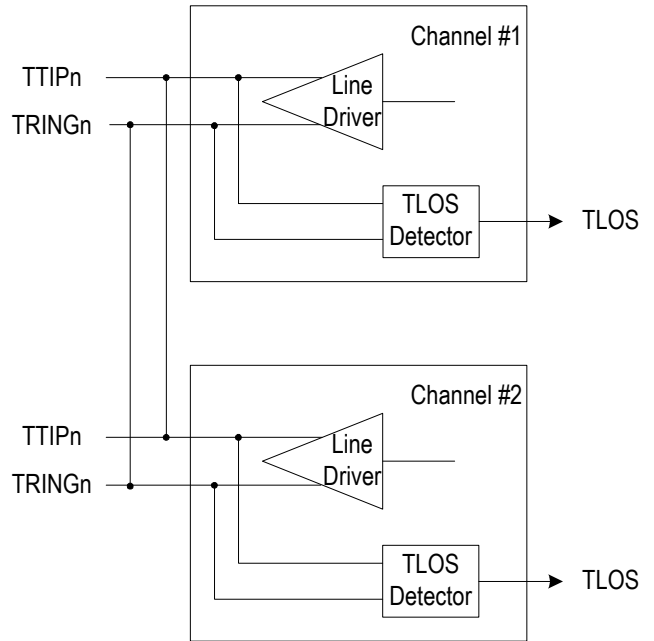 Channel #1
TTIPn
Line
Driver
TRINGn
TLOS
Detector
TLOS
Channel #2
TTIPn
Line
Driver
TRINGn
TLOS
Detector
TLOS